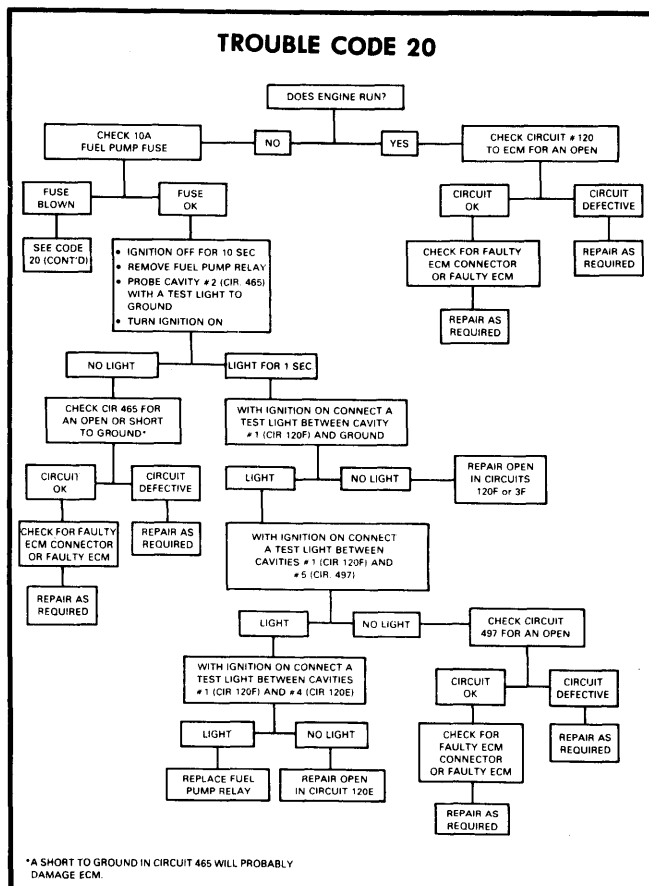 TROUBLE CODE 20
DOES ENGINE RUN?
CHECK 10A
FUEL PUMP FUSE
NO
YES
CHECK CIRCUIT # 120
TO ECM FOR AN OPEN
FUSE
BLOWN
FUSE
OK
CIRCUIT
OK
CIRCUIT
DEFECTIVE
SEE CODE
20 (CONT'D)
• IGNITION OFF FOR 10 SEC
• REMOVE FUEL PUMP RELAY
• PROBE CAVITY #2 (CIR. 465)
WITH A TEST LIGHT TO
GROUND
• TURN IGNITION ON
CHECK FOR FAULTY
ECM CONNECTOR
OR FAULTY ECM
REPAIR AS
REQUIRED
REPAIR AS
REQUIRED
NO LIGHT
LIGHT FOR 1 SEC.
CHECK CIR 465 FOR
AN OPEN OR SHORT
TO GROUND*
WITH IGNITION ON CONNECT A
TEST LIGHT BETWEEN CAVITY
#1 (CIR 120F) AND GROUND
CIRCUIT
OK
CIRCUIT
DEFECTIVE
LIGHT
NO LIGHT
REPAIR OPEN
IN CIRCUITS
120F or 3F
CHECK FOR FAULTY
ECM CONNECTOR
OR FAULTY ECM
REPAIR AS
REQUIRED
WITH IGNITION ON CONNECT
A TEST LIGHT BETWEEN
CAVITIES #1 (CIR 120F) AND
#5 (CIR. 497)
REPAIR AS
REQUIRED
LIGHT
NO LIGHT
CHECK CIRCUIT
497 FOR AN OPEN
WITH IGNITION ON CONNECT A
TEST LIGHT BETWEEN CAVITIES
#1 (CIR 120F) AND #4 (CIR 120E)
CIRCUIT
OK
CIRCUIT
DEFECTIVE
LIGHT
NO LIGHT
CHECK FOR
FAULTY ECM
CONNECTOR
OR FAULTY ECM
REPAIR AS
REQUIRED
REPLACE FUEL
PUMP RELAY
REPAIR OPEN
IN CIRCUIT 120E
REPAIR AS
REQUIRED
*A SHORT TO GROUND IN CIRCUIT 465 WILL PROBABLY
DAMAGE ECM.